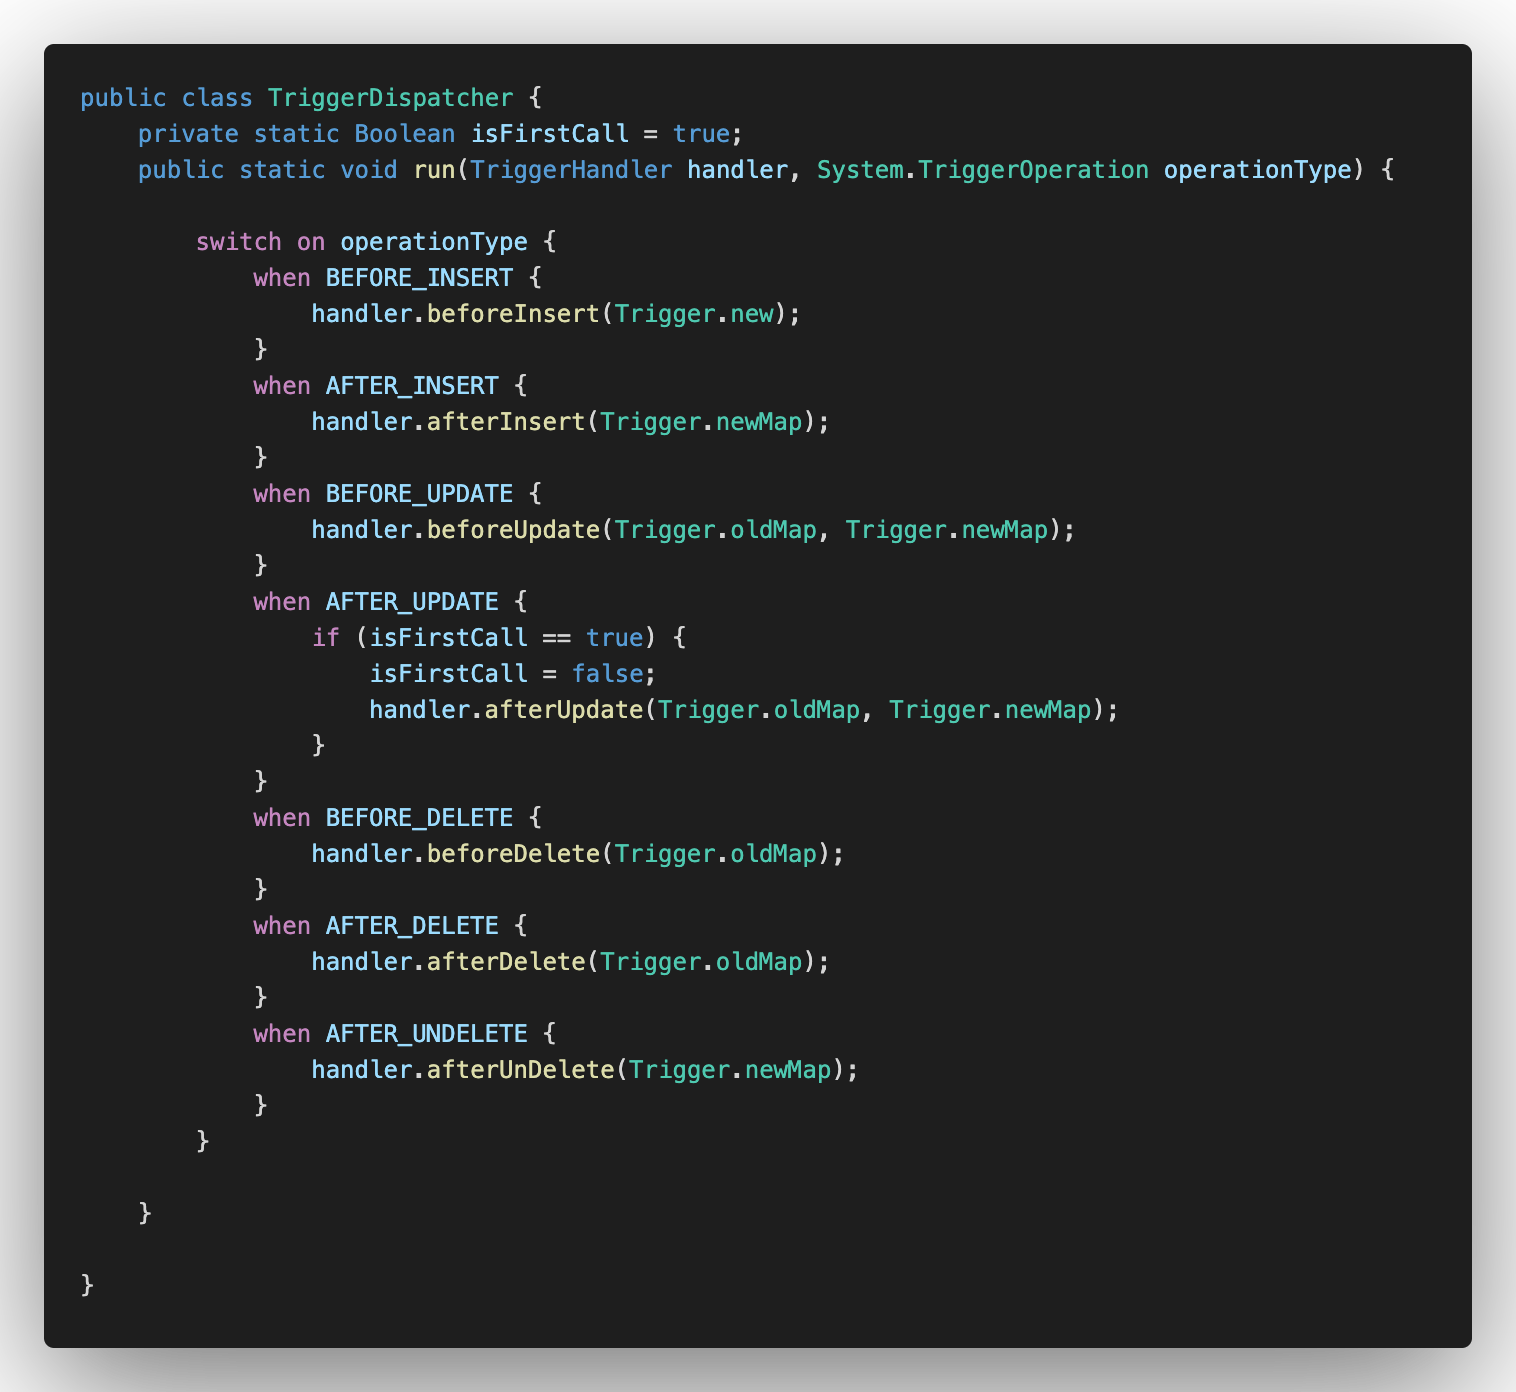 public class TriggerDispatcher {
    private static Boolean isFirstCall = true;
    public static void run(TriggerHandler handler, System.TriggerOperation operationType) {
        switch on operationType {
            when BEFORE_INSERT {
                handler.beforeInsert(Trigger.new);
            }
            when AFTER_INSERT {
                handler.afterInsert(Trigger.newMap);
            }
            when BEFORE_UPDATE {
                handler.beforeUpdate(Trigger.oldMap, Trigger.newMap);
            }
            when AFTER_UPDATE {
                if (isFirstCall == true) {
                    isFirstCall = false;
                    handler.afterUpdate(Trigger.oldMap, Trigger.newMap);
                }
            }
            when BEFORE_DELETE {
                handler.beforeDelete(Trigger.oldMap);
            }
            when AFTER_DELETE {
                handler.afterDelete(Trigger.oldMap);
            }
            when AFTER_UNDELETE {
                handler.afterUnDelete(Trigger.newMap);
            }
        }
    }
}